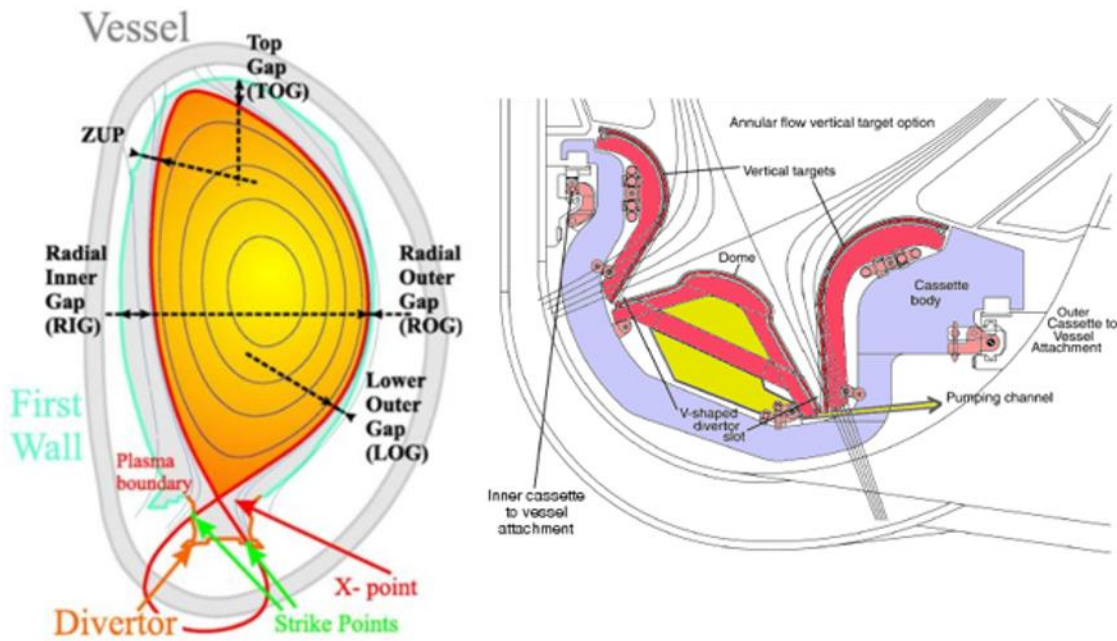 Vessel
Top
Gap
(TOG)
ZUP
Radial
Inner
Gap
(RIG)
Radial
Outer
Gap
(ROG)
Lower
Outer
Gap
(LOG)
First
Wall
Plasma
boundary
X- point
Divertor
Strike Points
Annular flow vertical target option
Vertical targets
Dome
Cassette
body
Outer
Cassette to
Vessel
Attachment
Pumping channel
V-shaped
divertor
slot
Inner cassette
to vessel
attachment